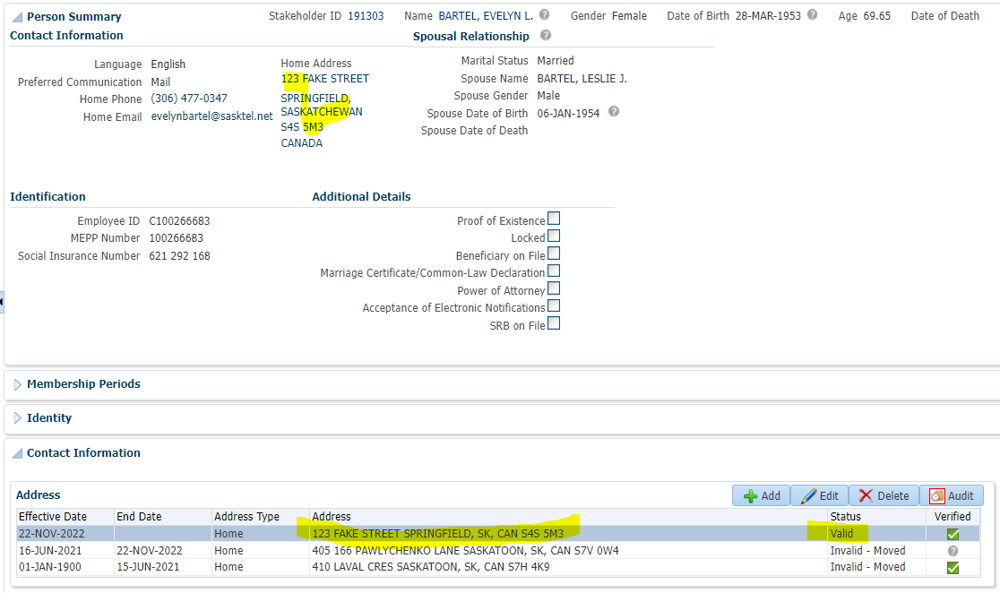 Person Summary Stakeholder ID 191303 Name BARTEL, EVELYN L. Gender Female Date of Birth 28-MAR-1953 Age 69.65 Date of Death
Contact Information Spousal Relationship
Language English
Preferred Communication Mail
Home Phone (306) 477-0347
Home Email evelynbartel@sasktel.net
Home Address
123 FAKE STREET
SPRINGFIELD,
SASKATCHEWAN
S4S 5M3
CANADA
Marital Status Married
Spouse Name BARTEL, LESLIE J.
Spouse Gender Male
Spouse Date of Birth 06-JAN-1954
Spouse Date of Death
Identification
Employee ID C100266683
MEPP Number 100266683
Social Insurance Number 621 292 168
Additional Details
Proof of Existence
Locked
Beneficiary on File
Marriage Certificate/Common-Law Declaration
Power of Attorney
Acceptance of Electronic Notifications
SRB on File
Membership Periods
Identity
Contact Information
Address Add Edit Delete Audit
Effective Date End Date Address Type Address Status Verified
22-NOV-2022 Home 123 FAKE STREET SPRINGFIELD, SK, CAN S4S 5M3 Valid
16-JUN-2021 22-NOV-2022 Home 405 166 PAWLYCHENKO LANE SASKATOON, SK, CAN S7V 0W4 Invalid - Moved
01-JAN-1900 15-JUN-2021 Home 410 LAVAL CRES SASKATOON, SK, CAN S7H 4K9 Invalid - Moved